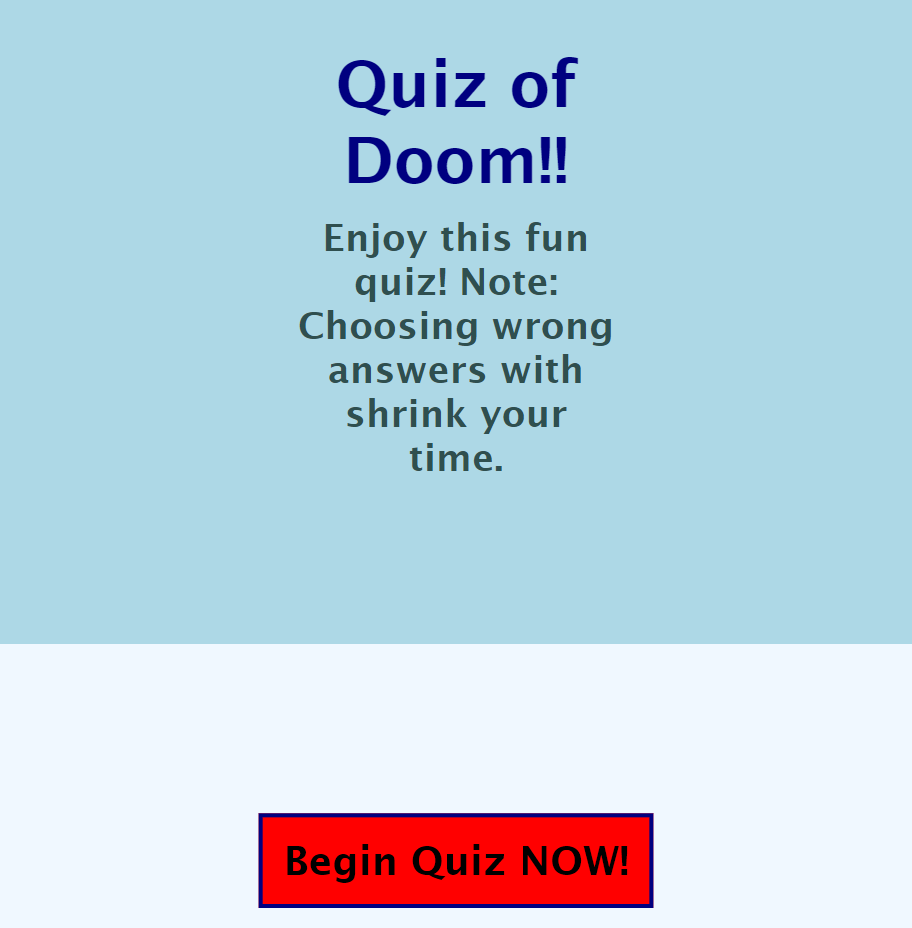 Quiz of
Doom!!
Enjoy this fun
quiz! Note:
Choosing wrong
answers with
shrink your
time.
Begin Quiz NOW!